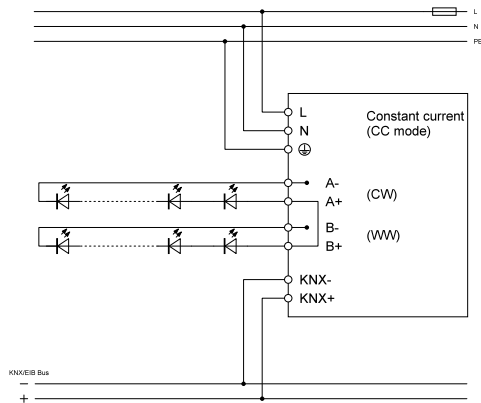 L
N
PE
L
Constant current
N
(CC mode)
A-
A+
(CW)
B-
(WW)
B+
KNX-
KNX+
KNX/EIB Bus
−
+